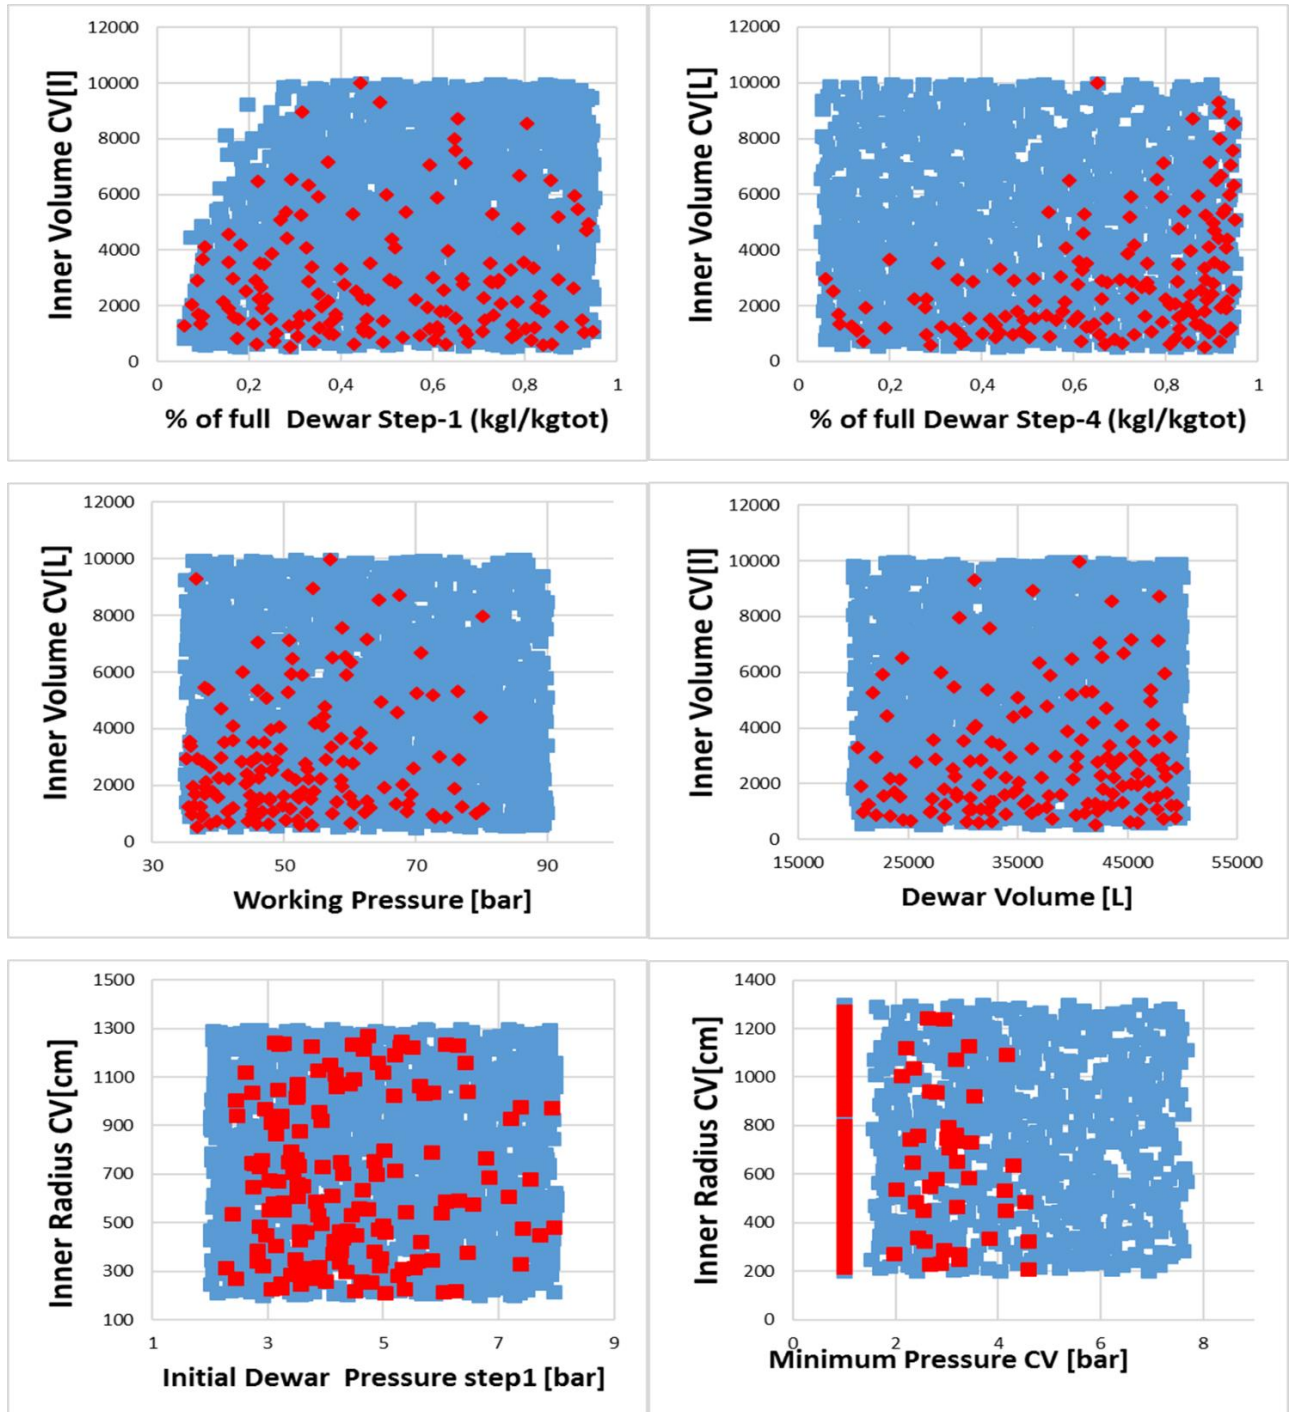 12000
10000
8000
6000
4000
2000
0
Inner Volume CV[l]
0 0,2 0,4 0,6 0,8 1
% of full Dewar Step-1 (kgl/kgtot)
12000
10000
8000
6000
4000
2000
0
Inner Volume CV[L]
0 0,2 0,4 0,6 0,8 1
% of full Dewar Step-4 (kgl/kgtot)
12000
10000
8000
6000
4000
2000
0
Inner Volume CV[L]
30 50 70 90
Working Pressure [bar]
12000
10000
8000
6000
4000
2000
0
Inner Volume CV[l]
15000 25000 35000 45000 55000
Dewar Volume [L]
1500
1300
1100
900
700
500
300
100
Inner Radius CV[cm]
1 3 5 7 9
Initial Dewar Pressure step1 [bar]
1400
1200
1000
800
600
400
200
0
Inner Radius CV[cm]
0 2 4 6 8
Minimum Pressure CV [bar]